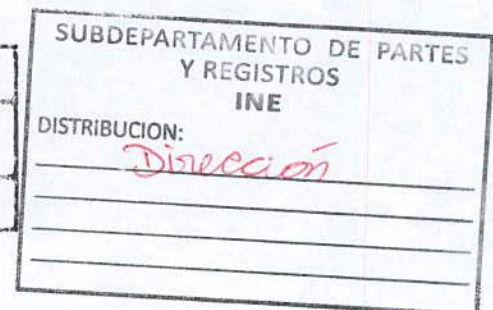 SUBDEPARTAMENTO DE PARTES
Y REGISTROS
INE
DISTRIBUCION:
Dirección